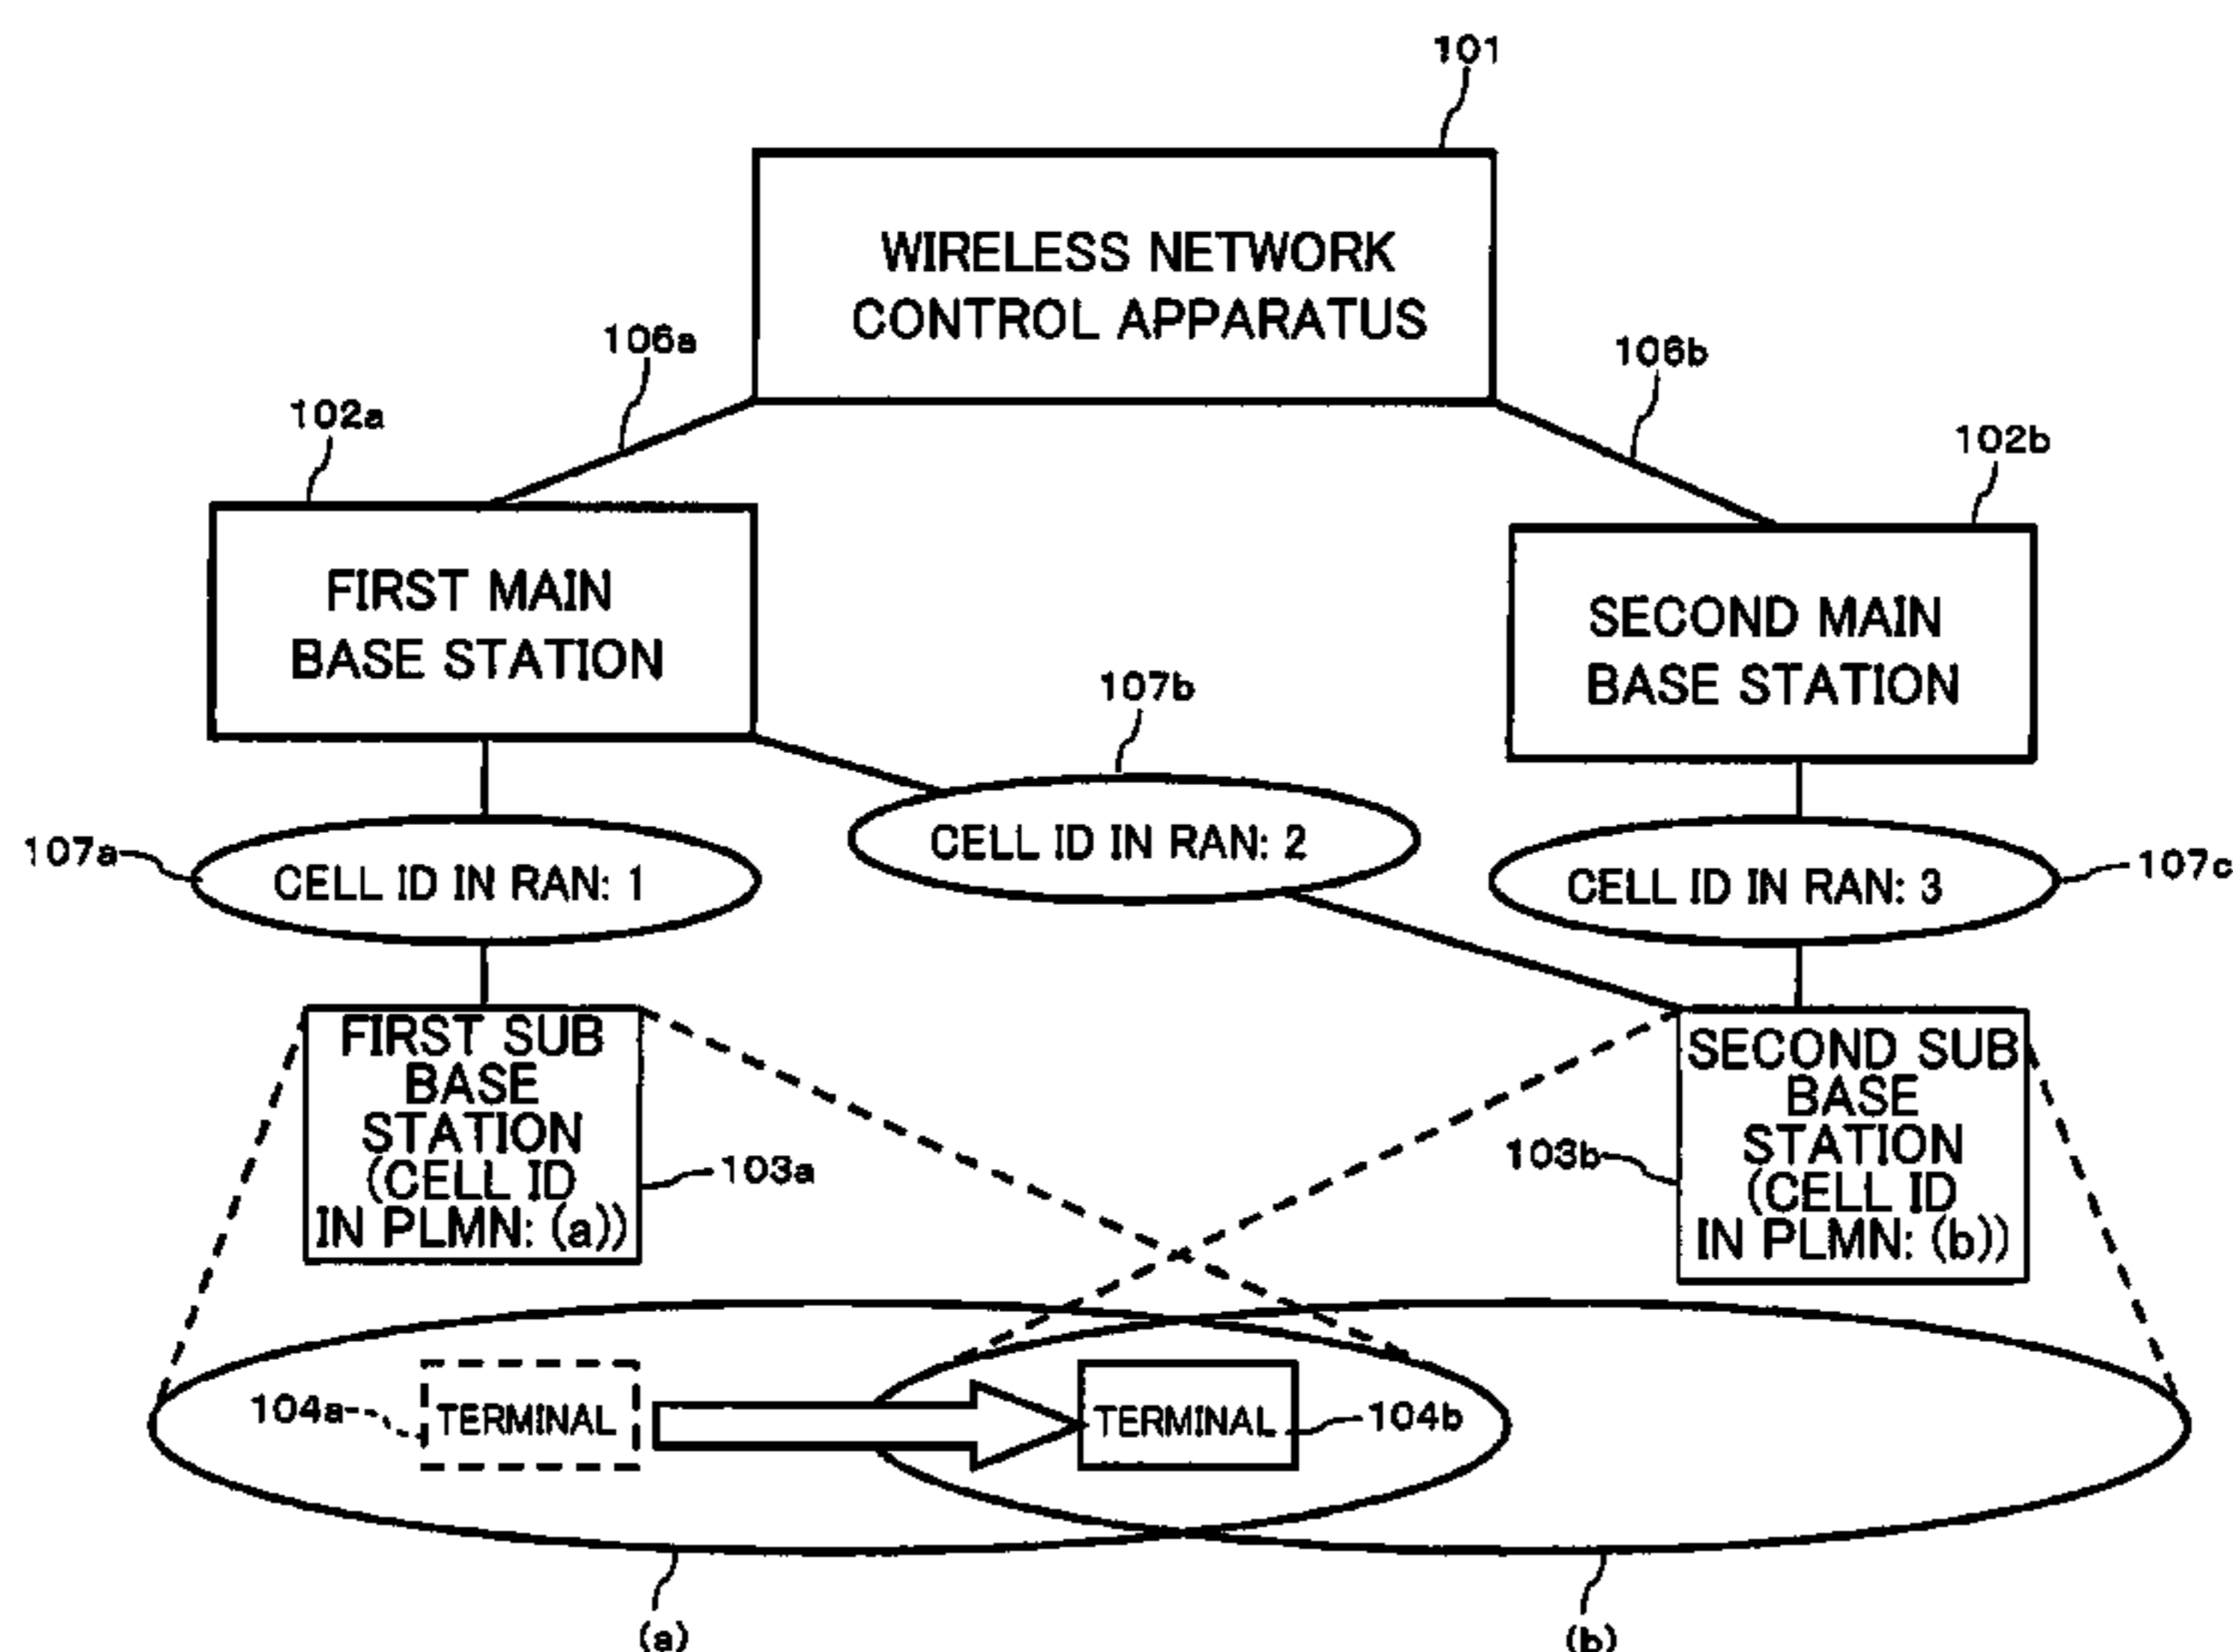 101
WIRELESS NETWORK
CONTROL APPARATUS
106a
106b
102a
102b
FIRST MAIN
BASE STATION
SECOND MAIN
BASE STATION
107b
107a
CELL ID IN RAN: 1
CELL ID IN RAN: 2
CELL ID IN RAN: 3
107c
FIRST SUB
BASE
STATION
(CELL ID
IN PLMN: (a))
103a
103b
SECOND SUB
BASE
STATION
(CELL ID
IN PLMN: (b))
104a
TERMINAL
TERMINAL
104b
(a)
(b)